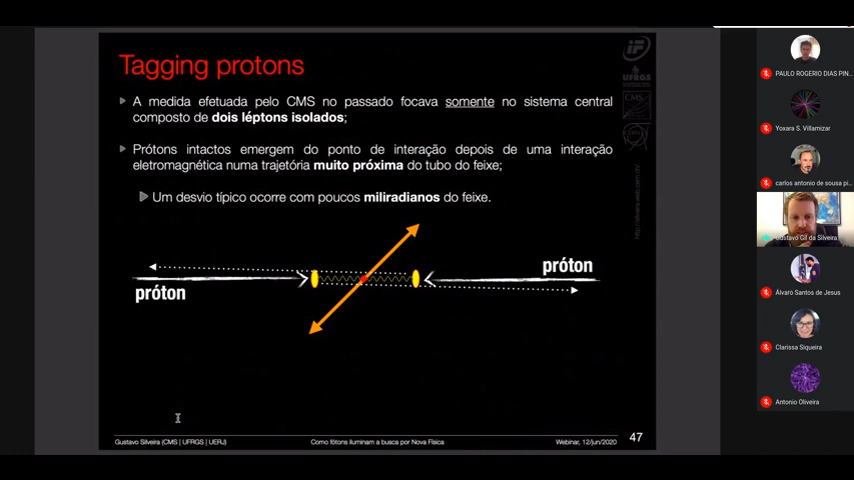 Tagging protons
A medida efetuada pelo CMS no passado focava somente no sistema central
composto de dois léptons isolados;
Prótons intactos emergem do ponto de interação depois de uma interação
eletromagnética numa trajetória muito próxima do tubo do feixe;
Um desvio típico ocorre com poucos miliradianos do feixe.
próton
próton
Gustavo Silveira (CMS | UFRGS | UERJ)
Como fótons iluminam a busca por Nova Física
Webinar, 12/jun/2020
47
IF
UFRGS
CMS
PAULO ROGERIO DIAS PIN...
Yoxara S. Villamizar
carlos antonio de sousa pi...
Gustavo Gil da Silveira
Álvaro Santos de Jesus
Clarissa Siqueira
Antonio Oliveira